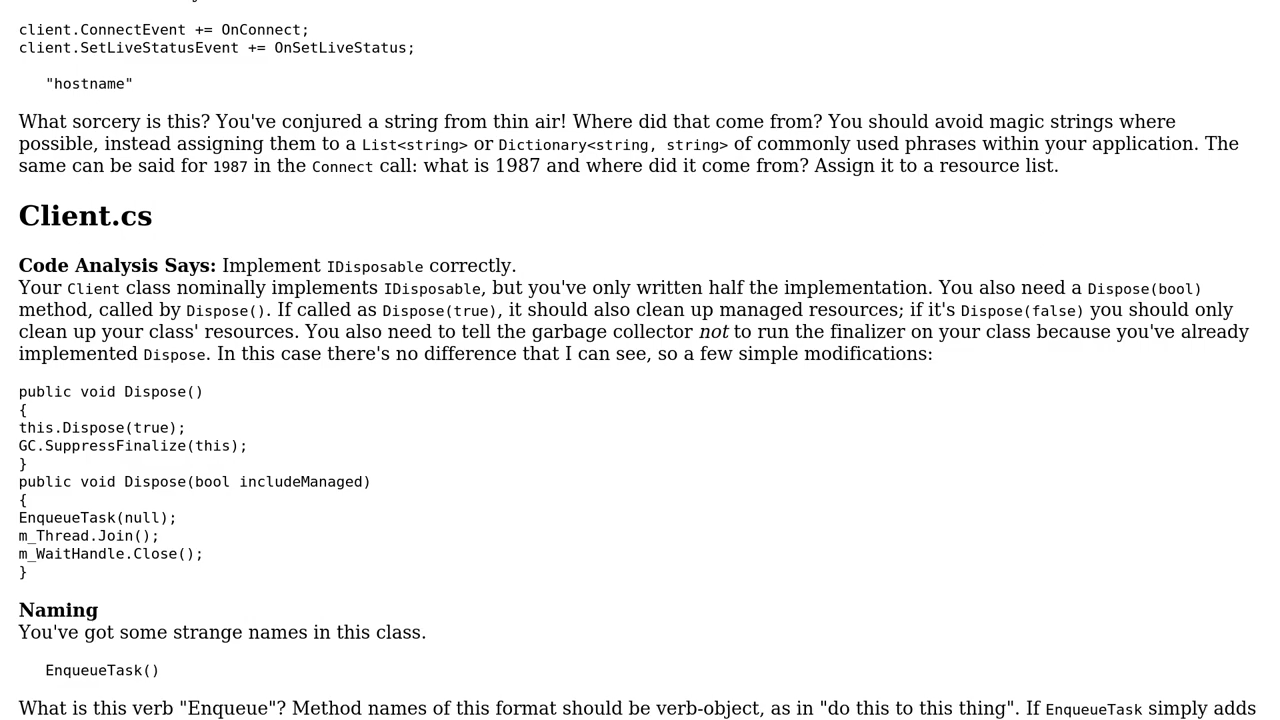 client.ConnectEvent += OnConnect;
client.SetLiveStatusEvent += OnSetLiveStatus;
"hostname"
What sorcery is this? You've conjured a string from thin air! Where did that come from? You should avoid magic strings where
possible, instead assigning them to a List<string> or Dictionary<string, string> of commonly used phrases within your application. The
same can be said for 1987 in the Connect call: what is 1987 and where did it come from? Assign it to a resource list.
Client.cs
Code Analysis Says: Implement IDisposable correctly.
Your Client class nominally implements IDisposable, but you've only written half the implementation. You also need a Dispose(bool)
method, called by Dispose(). If called as Dispose(true), it should also clean up managed resources; if it's Dispose(false) you should only
clean up your class' resources. You also need to tell the garbage collector not to run the finalizer on your class because you've already
implemented Dispose. In this case there's no difference that I can see, so a few simple modifications:
public void Dispose()
{
this.Dispose(true);
GC.SuppressFinalize(this);
}
public void Dispose(bool includeManaged)
{
EnqueueTask(null);
m_Thread.Join();
m_WaitHandle.Close();
}
Naming
You've got some strange names in this class.
EnqueueTask()
What is this verb "Enqueue"? Method names of this format should be verb-object, as in "do this to this thing". If EnqueueTask simply adds